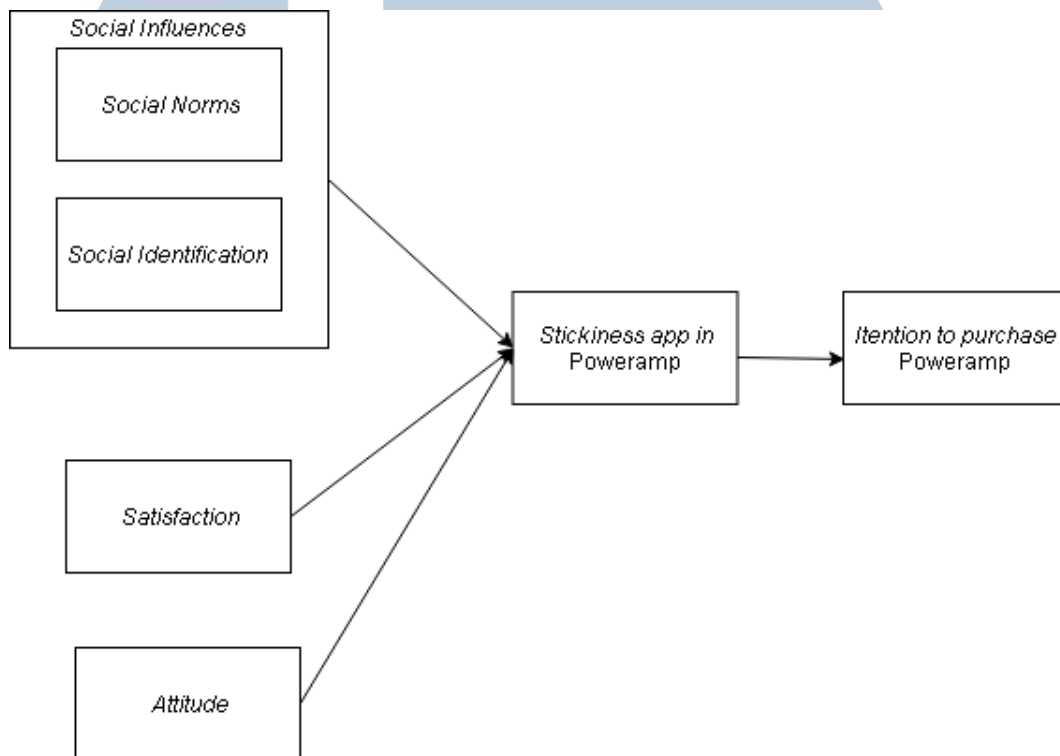 Social Influences
Social Norms
Social Identification
Stickiness app in
Poweramp
Itention to purchase
Poweramp
Satisfaction
Attitude